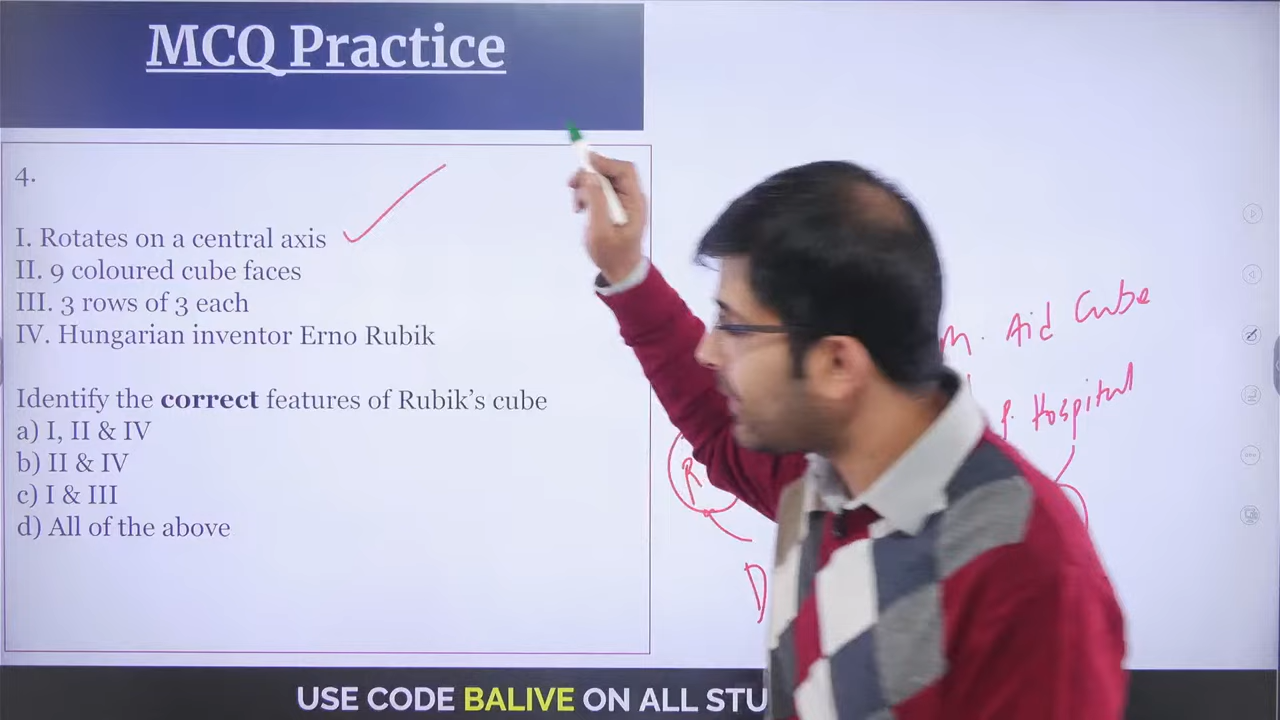 MCQ Practice
4.
I. Rotates on a central axis
II. 9 coloured cube faces
III. 3 rows of 3 each
IV. Hungarian inventor Erno Rubik
Identify the correct features of Rubik's cube
a) I, II & IV
b) II & IV
c) I & III
d) All of the above
M. Aid Cube
Hospital
R
D
USE CODE BALIVE ON ALL STU